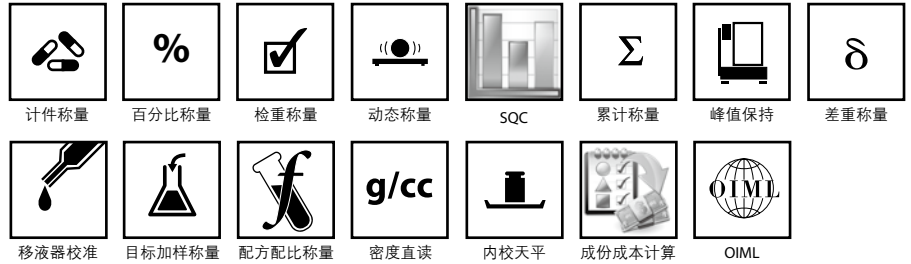 %
Σ
δ
计件称量 百分比称量 检重称量 动态称量 SQC 累计称量 峰值保持 差重称量
f
g/cc
OIML
移液器校准 目标加样称量 配方配比称量 密度直读 内校天平 成份成本计算 OIML